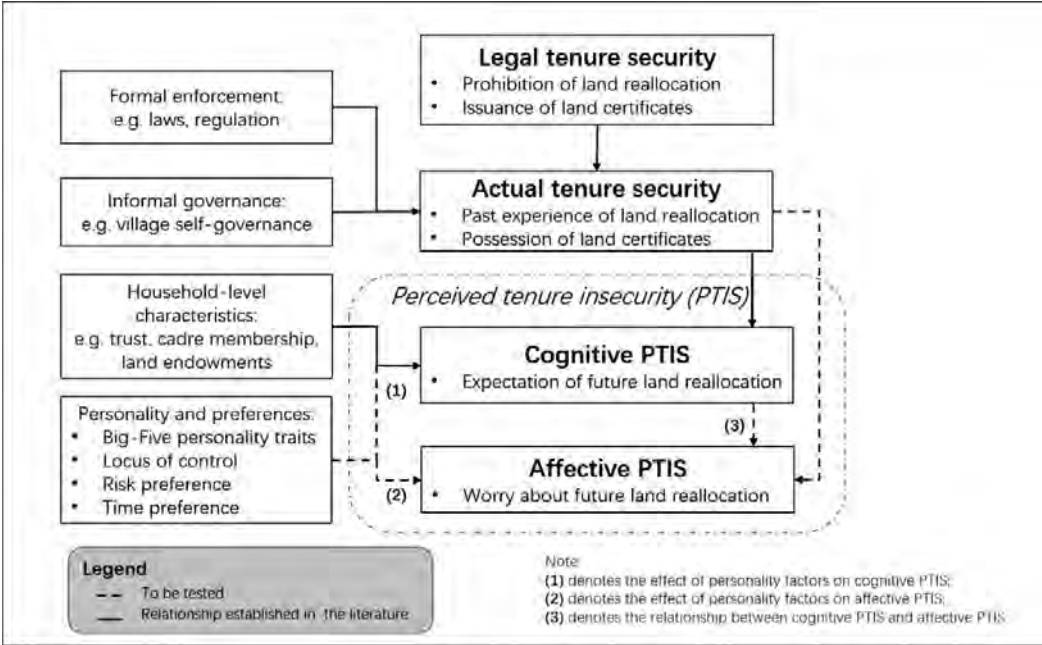 Legal tenure security
• Prohibition of land reallocation
• Issuance of land certificates
Formal enforcement:
e.g. laws, regulation
Actual tenure security
• Past experience of land reallocation
• Possession of land certificates
Informal governance:
e.g. village self-governance
Household-level
characteristics:
e.g. trust, cadre membership,
land endowments
Perceived tenure insecurity (PTIS)
Cognitive PTIS
• Expectation of future land reallocation
(1)
(3)
Personality and preferences:
• Big-Five personality traits
• Locus of control
• Risk preference
• Time preference
Affective PTIS
• Worry about future land reallocation
(2)
Legend
To be tested
Relationship established in the literature
Note:
(1) denotes the effect of personality factors on cognitive PTIS;
(2) denotes the effect of personality factors on affective PTIS;
(3) denotes the relationship between cognitive PTIS and affective PTIS